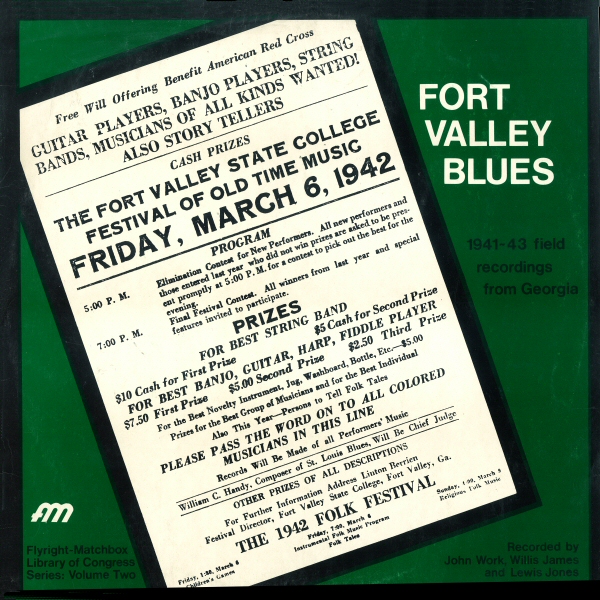 Free Will Offering Benefit American Red Cross
GUITAR PLAYERS, BANJO PLAYERS, STRING
BANDS, MUSICIANS OF ALL KINDS WANTED!
ALSO STORY TELLERS
CASH PRIZES
THE FORT VALLEY STATE COLLEGE
FESTIVAL OF OLD TIME MUSIC
FRIDAY, MARCH 6, 1942
PROGRAM
5:00 P. M. Elimination Contest for New Performers. All new performers and
those entered last year who did not win prizes are asked to be pres-
ent promptly at 5:00 P. M. for a contest to pick out the best for the
evening.
7:00 P. M. Final Festival Contest. All winners from last year and special
features invited to participate.
PRIZES
FOR BEST STRING BAND
$10 Cash for First Prize $5 Cash for Second Prize
FOR BEST BANJO, GUITAR, HARP, FIDDLE PLAYER
$7.50 First Prize $5.00 Second Prize $2.50 Third Prize
For the Best Novelty Instrument, Jug, Washboard, Bottle, Etc.—$5.00
Prizes for the Best Group of Musicians and for the Best Individual
Also This Year—Persons to Tell Folk Tales
PLEASE PASS THE WORD ON TO ALL COLORED
MUSICIANS IN THIS LINE
Records Will Be Made of all Performers' Music
William C. Handy, Composer of St. Louis Blues, Will Be Chief Judge
OTHER PRIZES OF ALL DESCRIPTIONS
For Further Information Address Liuton Berrien
Festival Director, Fort Valley State College, Fort Valley, Ga.
THE 1942 FOLK FESTIVAL
Friday, 1:30, March 6
Children's Games
Friday, 7:00, March 6
Instrumental Folk Music Program
Folk Tales
Sunday, 1:00, March 8
Religious Folk Music
FORT
VALLEY
BLUES
1941-43 field
recordings
from Georgia
fm
Flyright-Matchbox
Library of Congress
Series: Volume Two
Recorded by
John Work, Willis James
and Lewis Jones